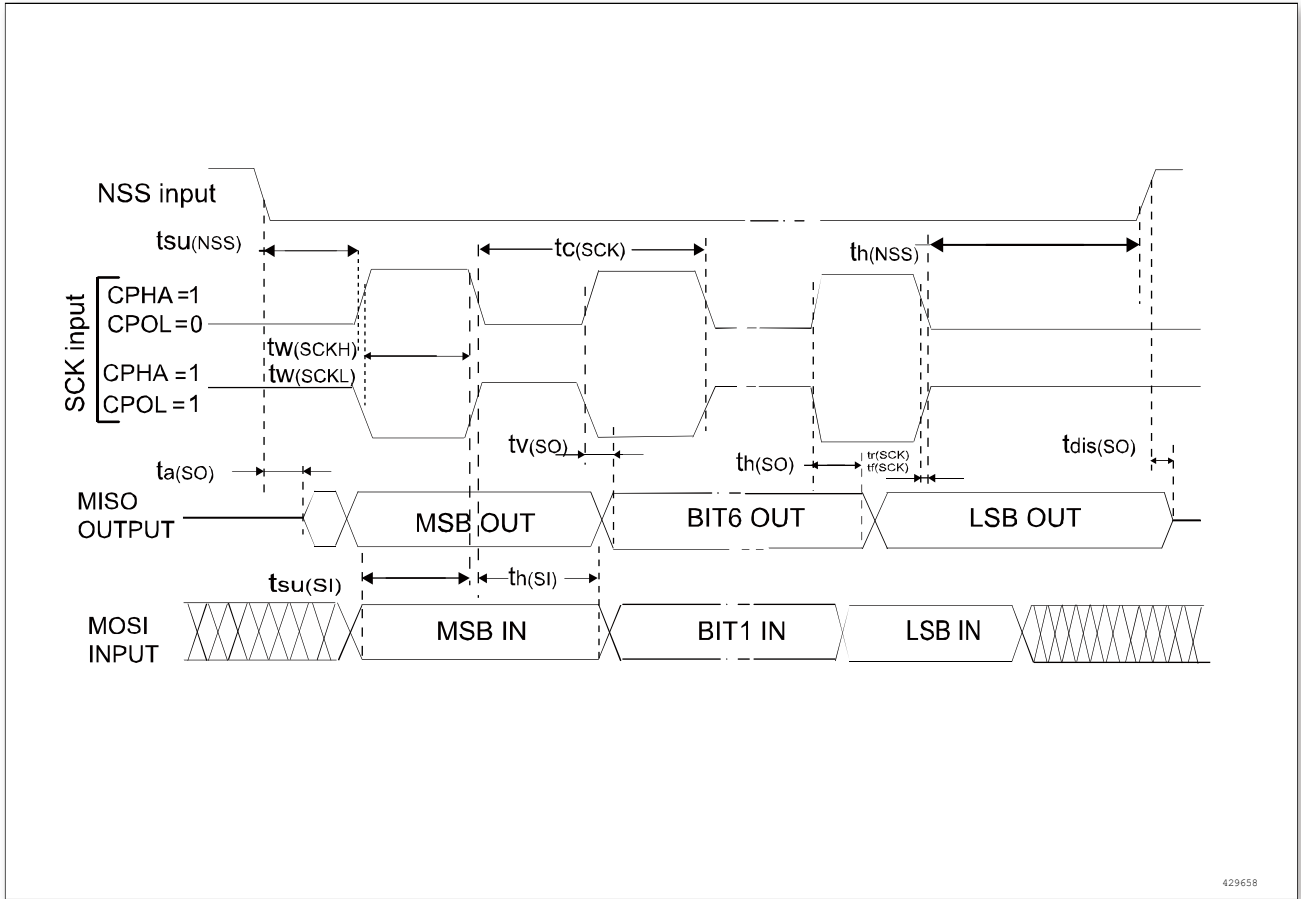 NSS input
tsu(NSS)
tc(SCK)
th(NSS)
SCK input
CPHA =1
CPOL=0
tw(SCKH)
CPHA =1
tw(SCKL)
CPOL =1
tv(SO)
th(SO)
tr(SCK)
tf(SCK)
tdis(SO)
ta(SO)
MISO
OUTPUT
MSB OUT
BIT6 OUT
LSB OUT
tsu(SI)
th(SI)
MOSI
INPUT
MSB IN
BIT1 IN
LSB IN
429658